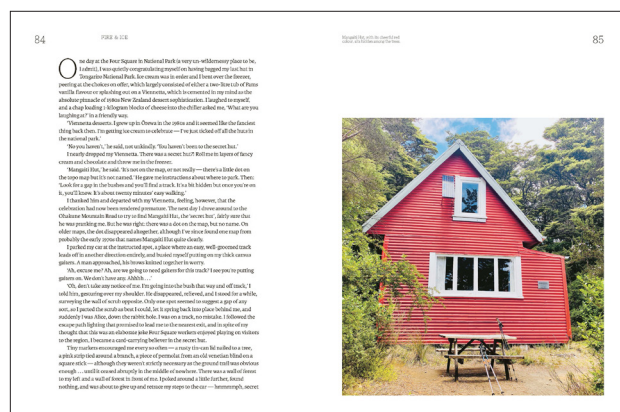 84
FIRE & ICE
85
One day at the Four Square in National Park (a very un-wilderness place to be,
I admit), I was quietly congratulating myself on having bagged my last hut in
Tongariro National Park. Ice cream was in order and I bent over the freezer,
peering at the choices on offer, which largely consisted of either a two-litre tub of
vanilla flavour or splashing out on a Viennetta, which is cemented in my mind as the
absolute pinnacle of 1980s New Zealand dessert sophistication. I laughed to myself,
and a chap loading 1-kilogram blocks of cheese into the chiller asked me, 'What are you
laughing at?' in a friendly way.
'Viennetta desserts. I grew up in Ōrewa in the 1980s and it seemed like the fanciest
thing back then. I'm getting ice cream to celebrate — I've just ticked off all the huts in
the national park.'
'No you haven't,' he said, not unkindly. 'You haven't been to the secret hut.'
I nearly dropped my Viennetta. There was a secret hut?! Roll me in layers of fancy
cream and chocolate and throw me in the freezer.
'Mangaiti Hut,' he said. 'It's not on the map, or not really — there's a little dot on
the topo map but it's not named.' He gave me instructions about where to park. Then:
'Look for a gap in the bushes and you'll find a track. It's a bit hidden but once you're on
it, you'll know. It's about twenty minutes' easy walking.'
I thanked him and departed with my Viennetta, feeling, however, that the
celebration had now been rendered premature. The next day I drove around to the
Ohakune Mountain Road to try to find Mangaiti Hut, the 'secret hut', fairly sure that
he was pranking me. But he was right: there was a dot on the map, but no name. On
older maps, the dot disappeared altogether, although I've since found one map from
probably the early 1970s that names Mangaiti Hut quite clearly.
I parked my car at the instructed spot, a place where an easy, well-groomed track
leads off in another direction entirely, and busied myself putting on my thick canvas
gaiters. A man approached, his brows knitted together in worry.
'Ah, excuse me? Ah, are we going to need gaiters for this track? I see you're putting
gaiters on. We don't have any. Ahhhh . . .'
'Oh, don't take any notice of me. I'm going into the bush that way and off track,' I
told him, gesturing over my shoulder. He disappeared, relieved, and I stood for a while,
surveying the wall of scrub opposite. Only one spot seemed to suggest a gap of any
sort, so I parted the scrub as best I could, let it spring back into place behind me, and
suddenly I was Alice, down the rabbit hole. I was on a track, no mistake. I followed the
escape path lighting that promised to lead me to the nearest exit, and in spite of my
thought that this was an elaborate joke Four Square workers enjoyed playing on visitors
to the region, I became a card-carrying believer in the secret hut.
Tiny markers encouraged me every so often — a rusty tin-can lid nailed to a tree,
a pink strip tied around a branch, a piece of permolat from an old venetian blind on a
square stick — although they weren't strictly necessary as the ground trail was obvious
enough . . . until it ceased abruptly in the middle of nowhere. There was a wall of ferns
to my left and a wall of forest in front of me. I poked around a little farther, found
nothing, and was about to give up and retrace my steps to the car — hmmmmph, secret